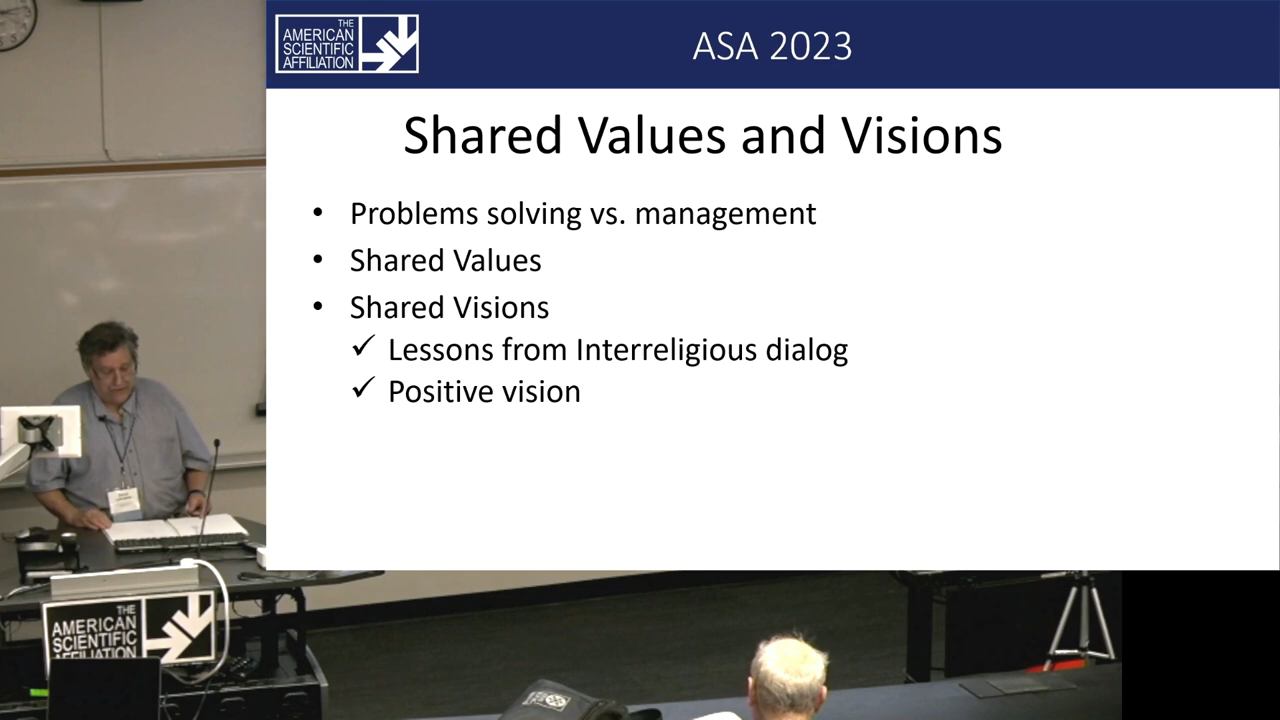 THE
AMERICAN
SCIENTIFIC
AFFILIATION
ASA 2023
Shared Values and Visions
• Problems solving vs. management
• Shared Values
• Shared Visions
✓ Lessons from Interreligious dialog
✓ Positive vision
THE
AMERICAN
SCIENTIFIC
AFFILIATION